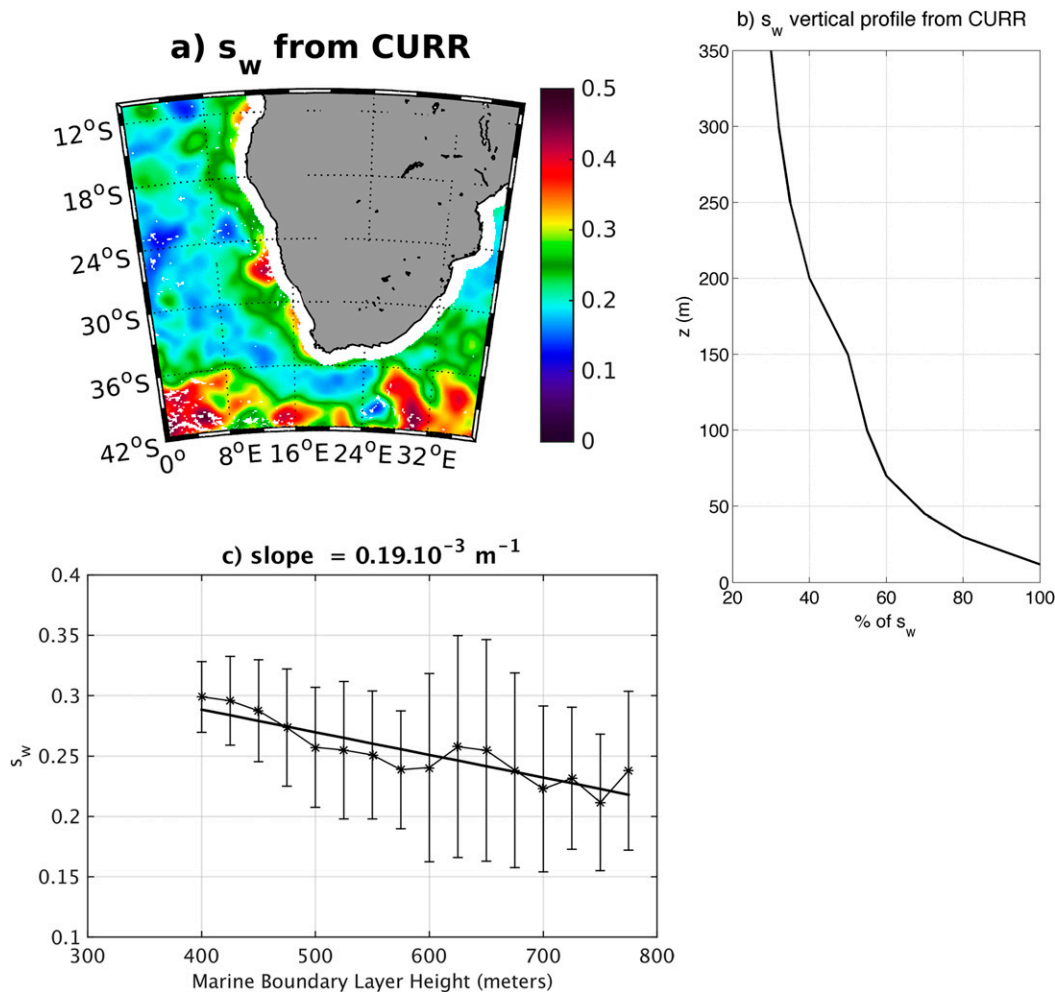 a) s_w from CURR
12°S
18°S
24°S
30°S
36°S
42°S
0°
8°E
16°E
24°E
32°E
0.5
0.4
0.3
0.2
0.1
0
b) s_w vertical profile from CURR
350
300
250
200
150
100
50
0
z (m)
20
40
60
80
100
% of s_w
c) slope = 0.19.10⁻³ m⁻¹
0.4
0.35
0.3
0.25
0.2
0.15
0.1
s_w
300
400
500
600
700
800
Marine Boundary Layer Height (meters)